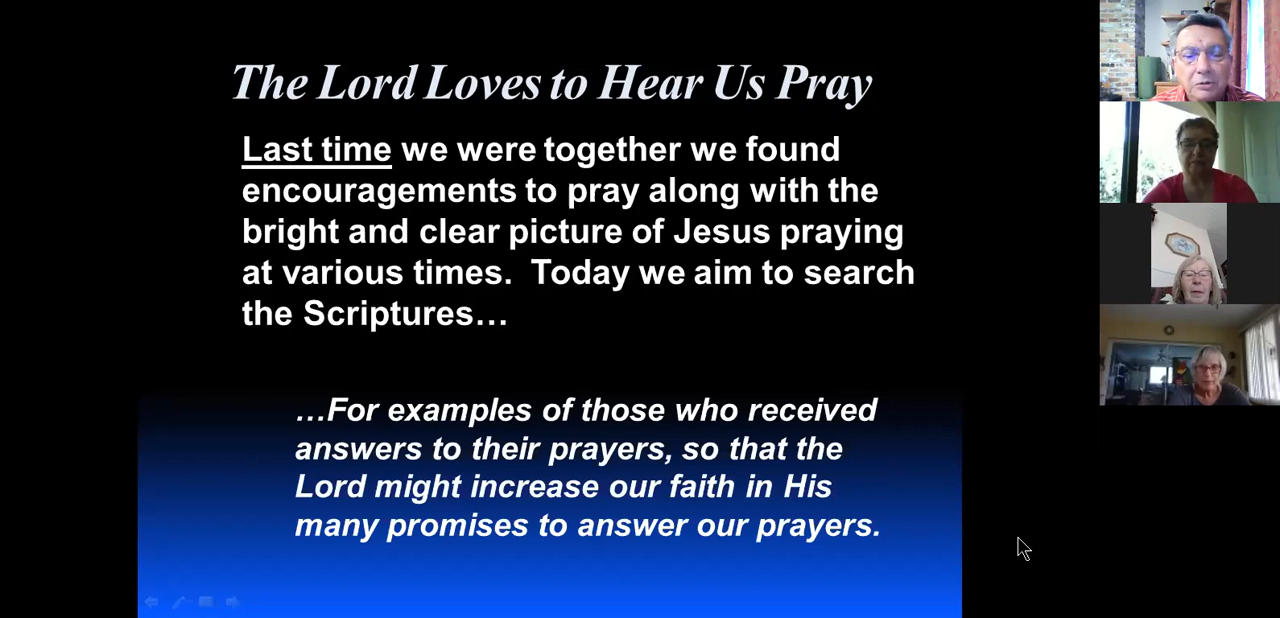 The Lord Loves to Hear Us Pray
Last time we were together we found
encouragements to pray along with the
bright and clear picture of Jesus praying
at various times.  Today we aim to search
the Scriptures…
…For examples of those who received
answers to their prayers, so that the
Lord might increase our faith in His
many promises to answer our prayers.